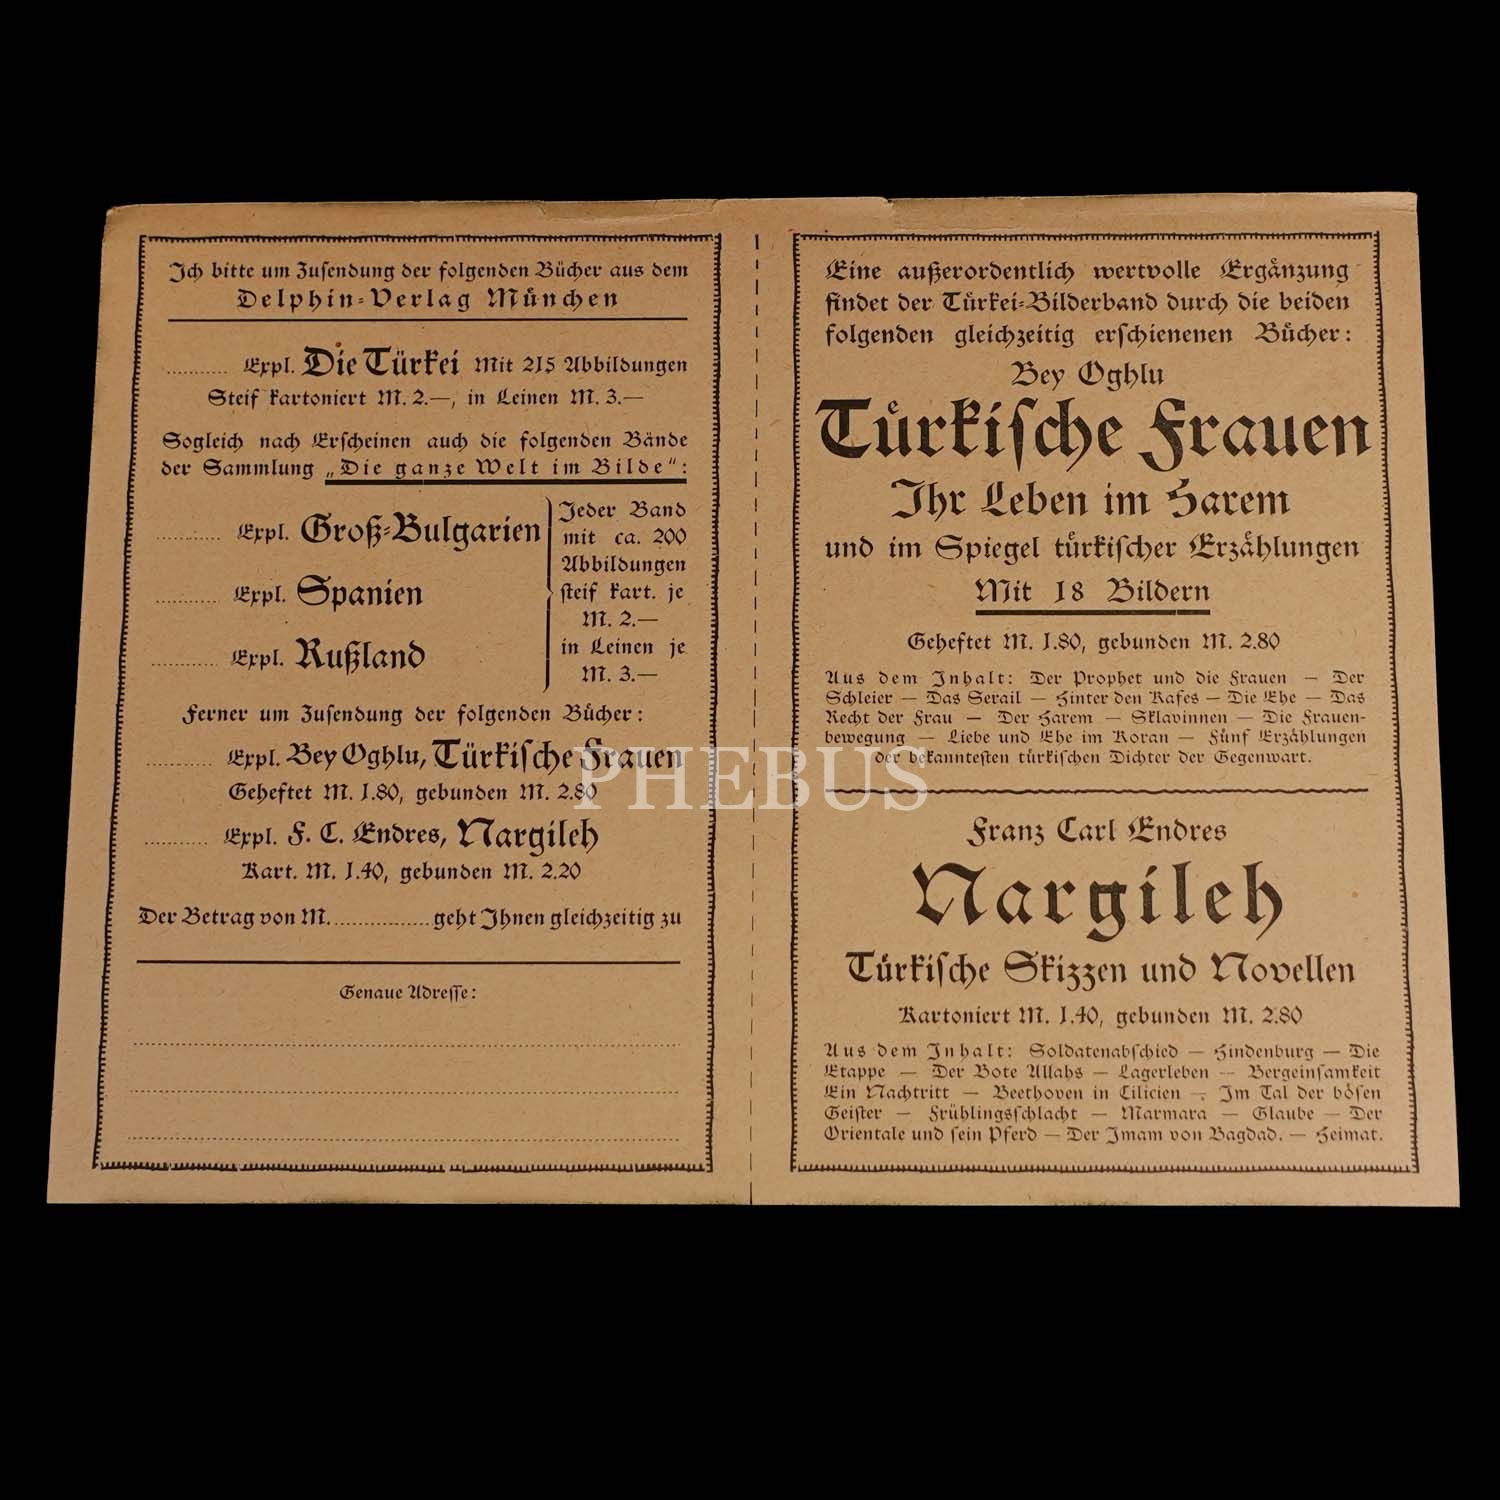 Ich bitte um Zusendung der folgenden Bücher aus dem
Delphin-Verlag München
.......... Expl. Die Türkei Mit 215 Abbildungen
Steif kartoniert M. 2.—, in Leinen M. 3.—
Sogleich nach Erscheinen auch die folgenden Bände
der Sammlung „Die ganze Welt im Bilde“:
.......... Expl. Groß-Bulgarien
.......... Expl. Spanien
.......... Expl. Rußland
Jeder Band
mit ca. 200
Abbildungen
steif kart. je
M. 2.—
in Leinen je
M. 3.—
Ferner um Zusendung der folgenden Bücher:
.......... Expl. Bey Oghlu, Türkische Frauen
Geheftet M. 1.80, gebunden M. 2.80
.......... Expl. F. C. Endres, Nargileh
Kart. M. 1.40, gebunden M. 2.20
Der Betrag von M. .............. geht Ihnen gleichzeitig zu
Genaue Adresse:
Eine außerordentlich wertvolle Ergänzung
findet der Türkei-Bilderband durch die beiden
folgenden gleichzeitig erschienenen Bücher:
Bey Oghlu
Türkische Frauen
Ihr Leben im Harem
und im Spiegel türkischer Erzählungen
Mit 18 Bildern
Geheftet M. 1.80, gebunden M. 2.80
Aus dem Inhalt: Der Prophet und die Frauen — Der
Schleier — Das Serail — Hinter den Kafes — Die Ehe — Das
Recht der Frau — Der Harem — Sklavinnen — Die Frauen-
bewegung — Liebe und Ehe im Koran — Fünf Erzählungen
der bekanntesten türkischen Dichter der Gegenwart.
Franz Carl Endres
Nargileh
Türkische Skizzen und Novellen
Kartoniert M. 1.40, gebunden M. 2.80
Aus dem Inhalt: Soldatenabschied — Hindenburg — Die
Etappe — Der Bote Allahs — Lagerleben — Bergeinsamkeit
Ein Nachtritt — Beethoven in Cilicien — Im Tal der bösen
Geister — Frühlingsschlacht — Marmara — Glaube — Der
Orientale und sein Pferd — Der Imam von Bagdad. — Heimat.
PHEBUS